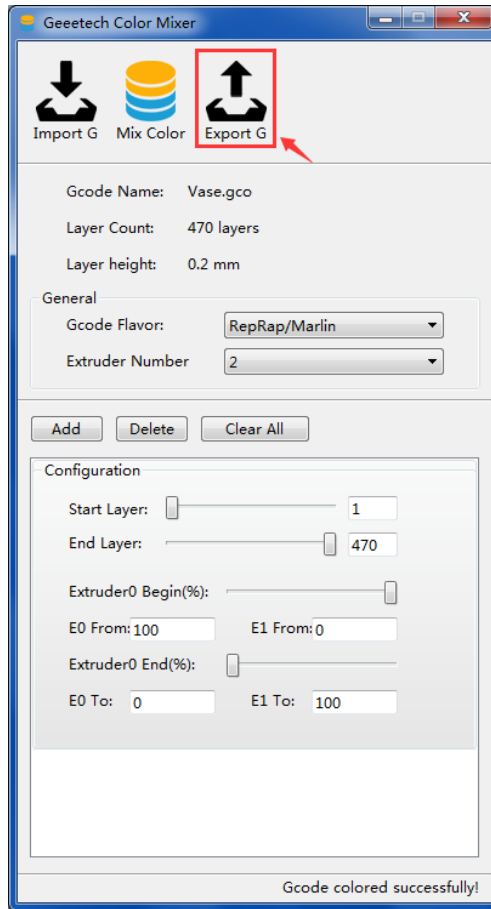 Geeetech Color Mixer
Import G Mix Color Export G
Gcode Name: Vase.gco
Layer Count: 470 layers
Layer height: 0.2 mm
General
Gcode Flavor: RepRap/Marlin
Extruder Number 2
Add Delete Clear All
Configuration
Start Layer: 1
End Layer: 470
Extruder0 Begin(%):
E0 From: 100 E1 From: 0
Extruder0 End(%):
E0 To: 0 E1 To: 100
Gcode colored successfully!